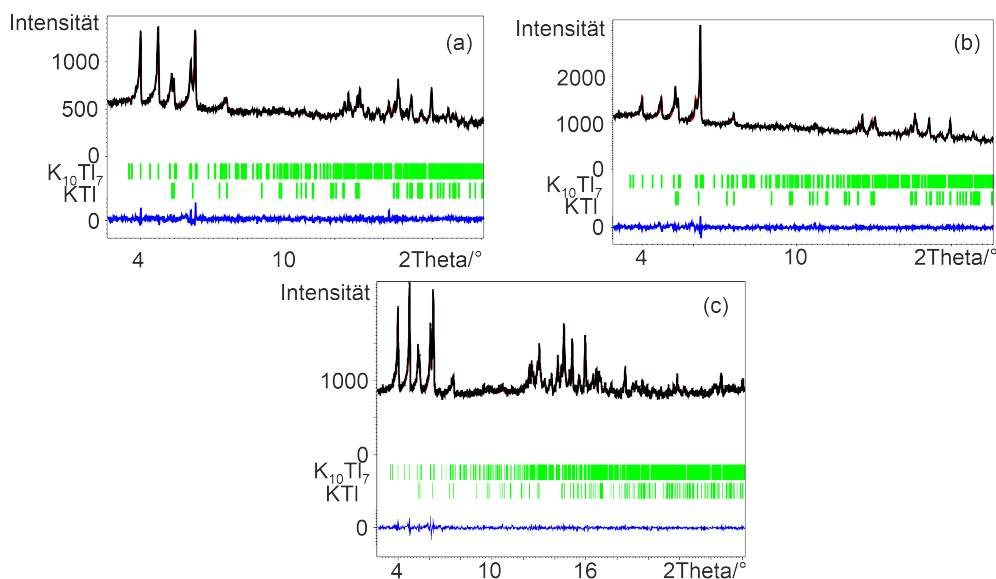 Intensität
(a)
1000
500
0
K₁₀Tl₇
KTl
0
4
10
2Theta/°
Intensität
(b)
2000
1000
0
K₁₀Tl₇
KTl
0
4
10
2Theta/°
Intensität
(c)
1000
0
K₁₀Tl₇
KTl
0
4
10
16
2Theta/°